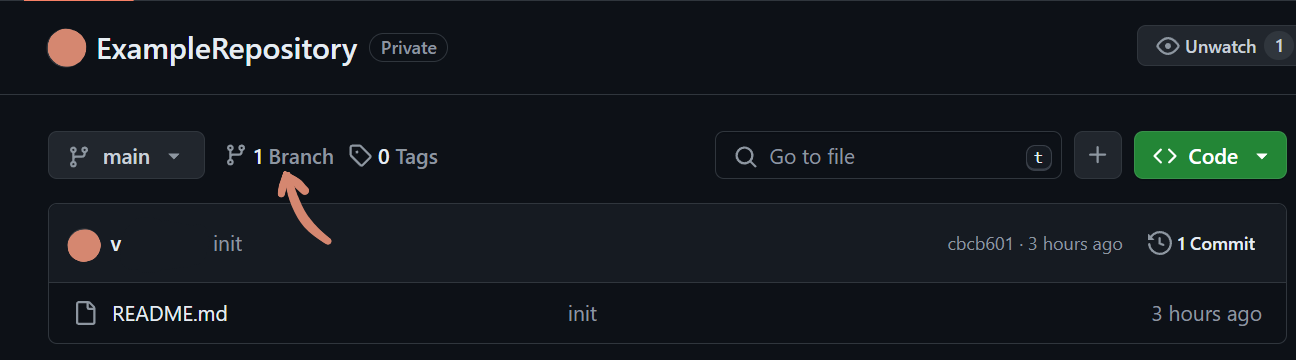 ExampleRepository Private Unwatch 1
main 1 Branch 0 Tags Go to file t + Code
v init cbcb601 · 3 hours ago 1 Commit
README.md init 3 hours ago